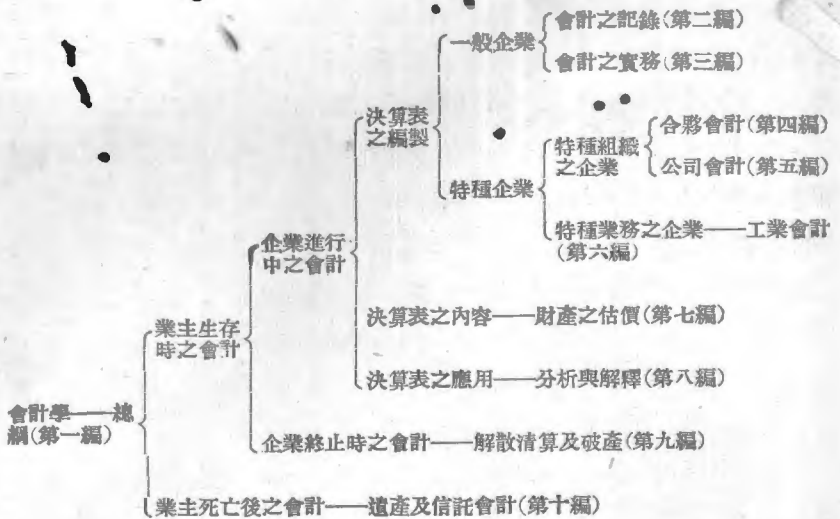 一般企業
會計之記錄(第二編)
會計之實務(第三編)
決算表
之編製
特種企業
特種組織
之企業
合夥會計(第四編)
公司會計(第五編)
特種業務之企業——工業會計
(第六編)
企業進行
中之會計
決算表之內容——財產之估價(第七編)
決算表之應用——分析與解釋(第八編)
業主生存
時之會計
企業終止時之會計——解散清算及破產(第九編)
會計學——總
綱(第一編)
業主死亡後之會計——遺產及信託會計(第十編)